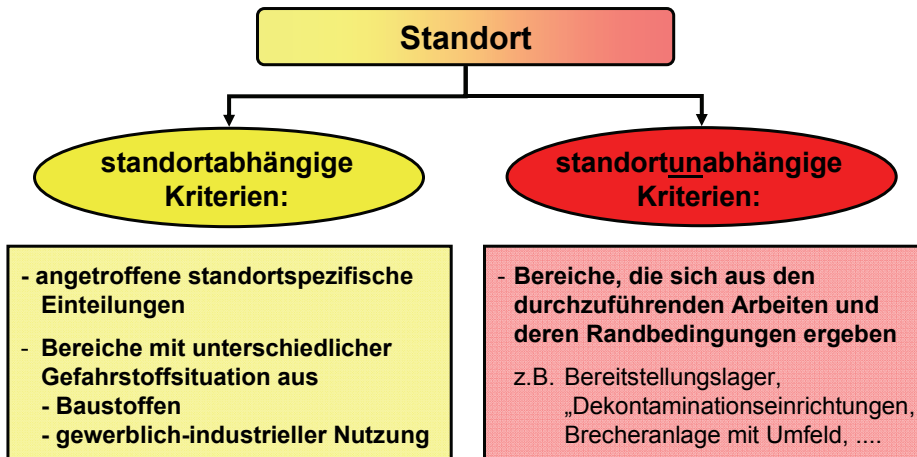 Standort
standortabhängige
Kriterien:
standortunabhängige
Kriterien:
- angetroffene standortspezifische
Einteilungen
- Bereiche mit unterschiedlicher
Gefahrstoffsituation aus
- Baustoffen
- gewerblich-industrieller Nutzung
- Bereiche, die sich aus den
durchzuführenden Arbeiten und
deren Randbedingungen ergeben
z.B. Bereitstellungslager,
„Dekontaminationseinrichtungen,
Brecheranlage mit Umfeld, ....